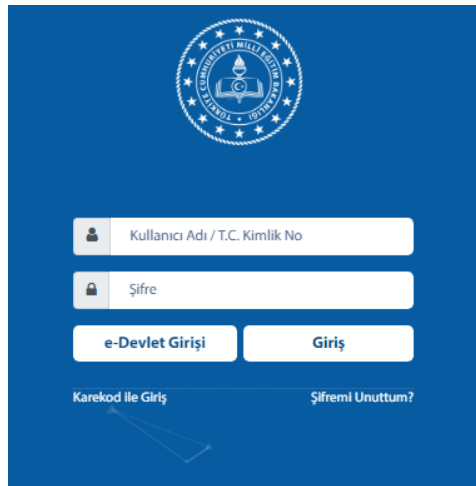 TÜRKİYE CUMHURİYETİ MİLLÎ EĞİTİM BAKANLIĞI
Kullanıcı Adı / T.C. Kimlik No
Şifre
e-Devlet Girişi Giriş
Karekod ile Giriş Şifremi Unuttum?